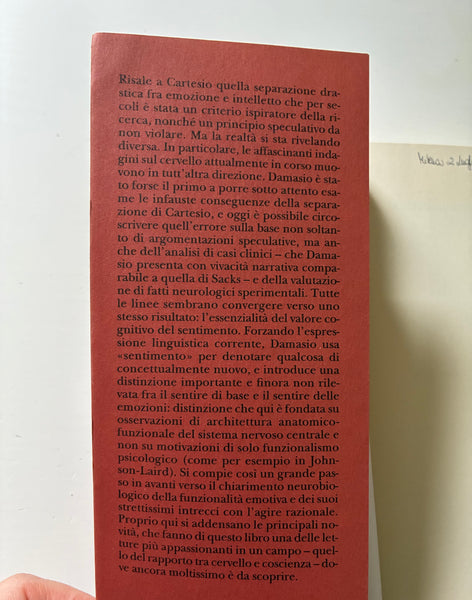 Risale a Cartesio quella separazione dra-
stica fra emozione e intelletto che per se-
coli è stata un criterio ispiratore della ri-
cerca, nonché un principio speculativo da
non violare. Ma la realtà si sta rivelando
diversa. In particolare, le affascinanti inda-
gini sul cervello attualmente in corso muo-
vono in tutt'altra direzione. Damasio è sta-
to forse il primo a porre sotto attento esa-
me le infauste conseguenze della separa-
zione di Cartesio, e oggi è possibile circo-
scrivere quell'errore sulla base non soltan-
to di argomentazioni speculative, ma an-
che dell'analisi di casi clinici – che Dama-
sio presenta con vivacità narrativa compa-
rabile a quella di Sacks – e della valutazio-
ne di fatti neurologici sperimentali. Tutte
le linee sembrano convergere verso uno
stesso risultato: l'essenzialità del valore co-
gnitivo del sentimento. Forzando l'espres-
sione linguistica corrente, Damasio usa
«sentimento» per denotare qualcosa di
concettualmente nuovo, e introduce una
distinzione importante e finora non rile-
vata fra il sentire di base e il sentire delle
emozioni: distinzione che qui è fondata su
osservazioni di architettura anatomico-
funzionale del sistema nervoso centrale e
non su motivazioni di solo funzionalismo
psicologico (come per esempio in John-
son-Laird). Si compie così un grande pas-
so in avanti verso il chiarimento neurobio-
logico della funzionalità emotiva e dei suoi
strettissimi intrecci con l'agire razionale.
Proprio qui si addensano le principali no-
vità, che fanno di questo libro una delle let-
ture più appassionanti in un campo – quel-
lo del rapporto tra cervello e coscienza – do-
ve ancora moltissimo è da scoprire.